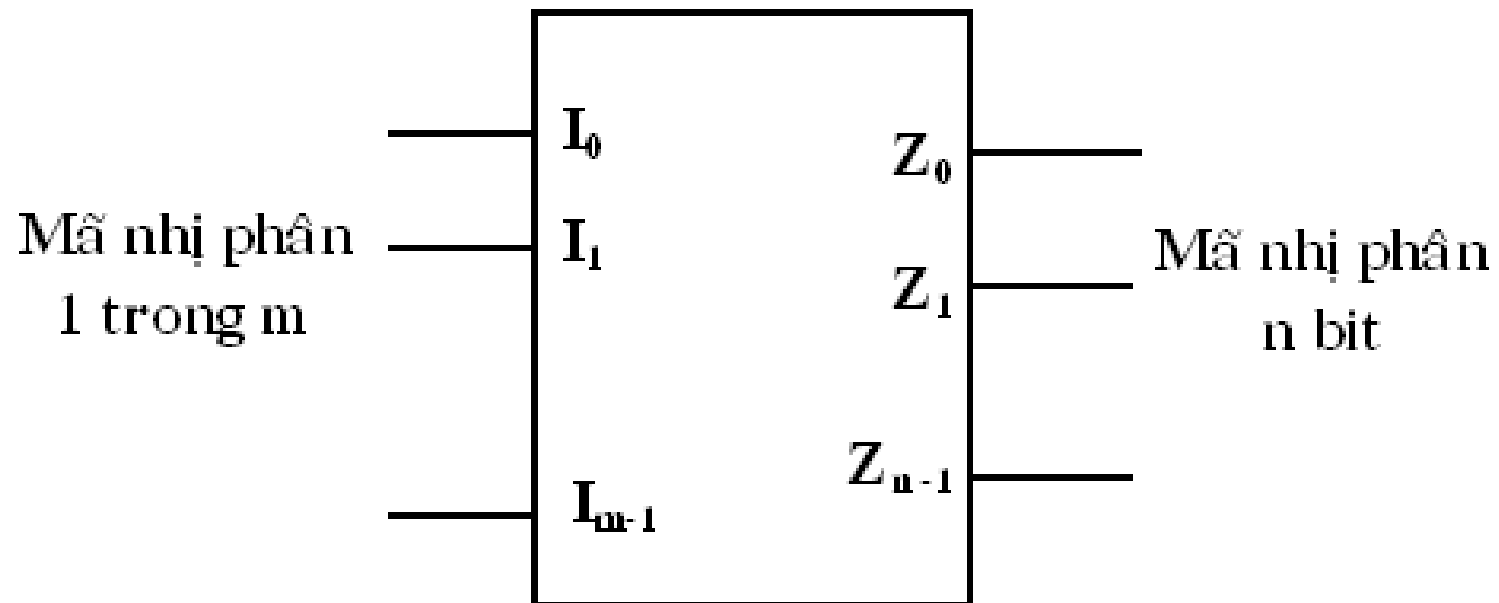 Mã nhị phân
1 trong m
I₀
I₁
Iₘ₋₁
Z₀
Z₁
Zₙ₋₁
Mã nhị phân
n bit